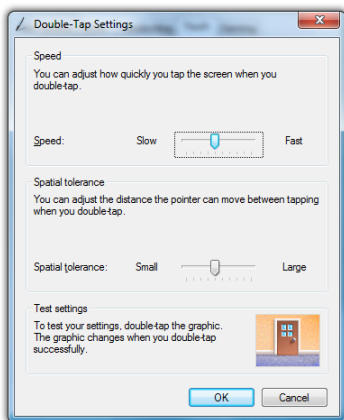 Double-Tap Settings
Speed
You can adjust how quickly you tap the screen when you
double-tap.
Speed: Slow Fast
Spatial tolerance
You can adjust the distance the pointer can move between tapping
when you double-tap.
Spatial tolerance: Small Large
Test settings
To test your settings, double-tap the graphic.
The graphic changes when you double-tap
successfully.
OK Cancel